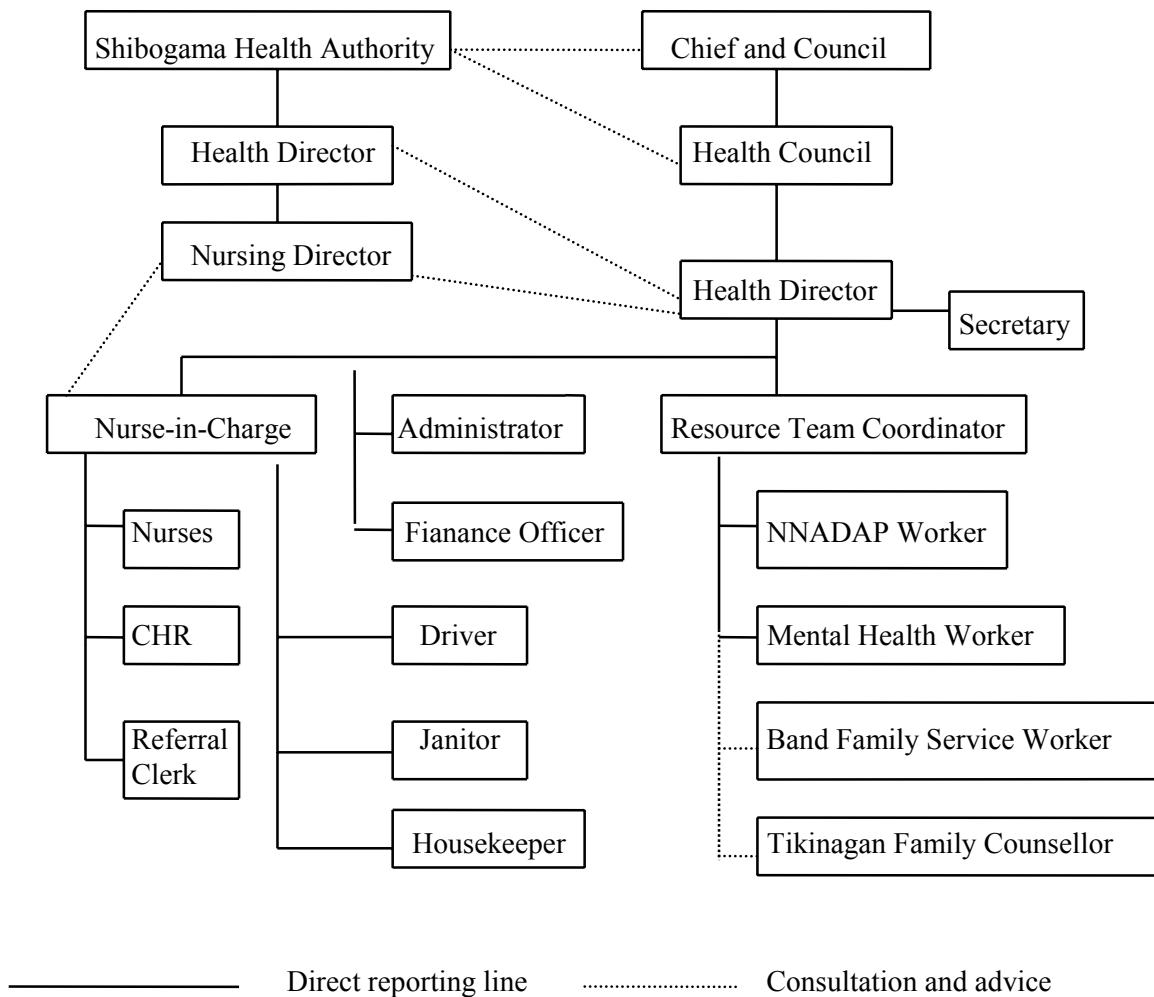 Shibogama Health Authority
Chief and Council
Health Director
Health Council
Nursing Director
Health Director
Secretary
Nurse-in-Charge
Administrator
Resource Team Coordinator
Nurses
Fianance Officer
NNADAP Worker
CHR
Driver
Mental Health Worker
Referral
Clerk
Janitor
Band Family Service Worker
Housekeeper
Tikinagan Family Counsellor
Direct reporting line
Consultation and advice